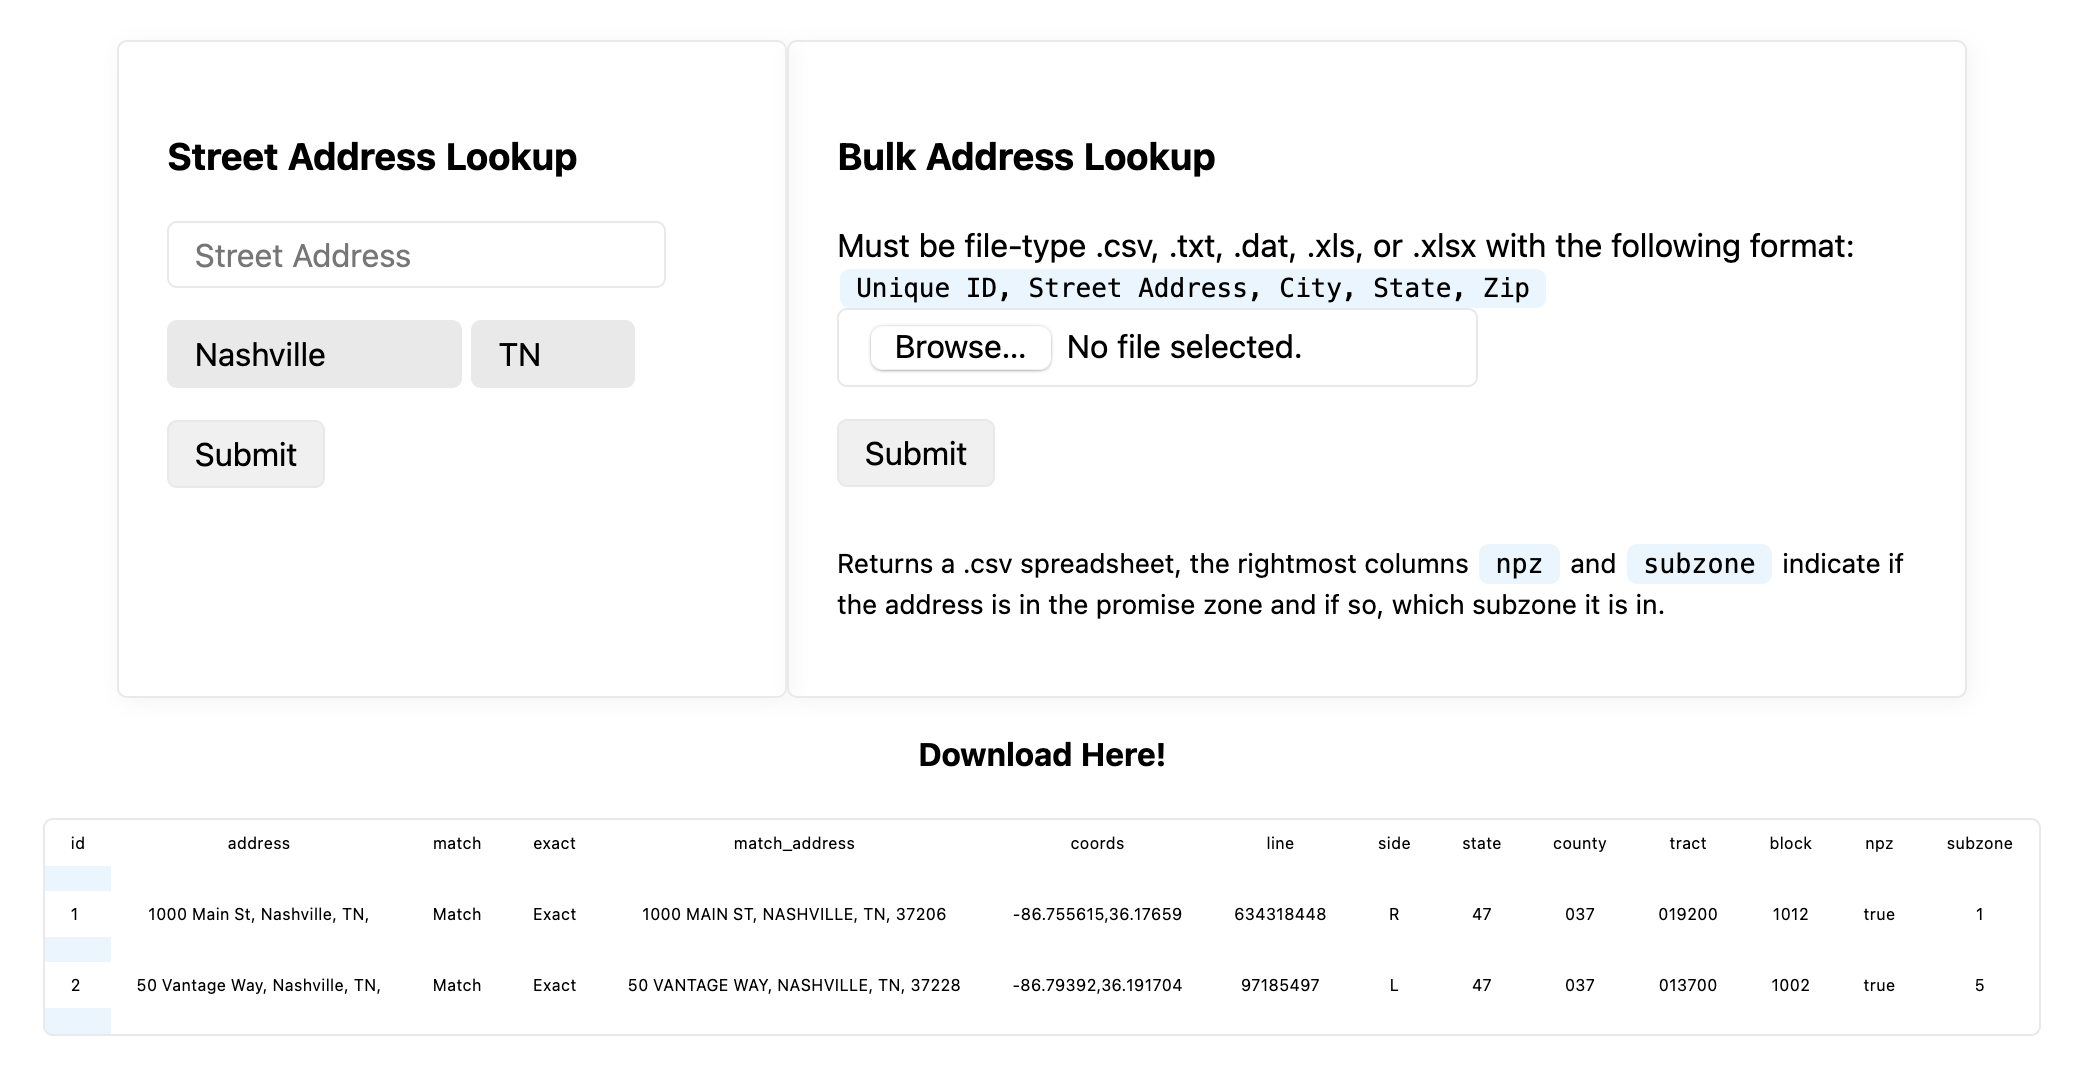 Street Address Lookup
Street Address
Nashville TN
Submit
Bulk Address Lookup
Must be file-type .csv, .txt, .dat, .xls, or .xlsx with the following format:
Unique ID, Street Address, City, State, Zip
Browse... No file selected.
Submit
Returns a .csv spreadsheet, the rightmost columns npz and subzone indicate if
the address is in the promise zone and if so, which subzone it is in.
Download Here!
id address match exact match_address coords line side state county tract block npz subzone
1 1000 Main St, Nashville, TN, Match Exact 1000 MAIN ST, NASHVILLE, TN, 37206 -86.755615,36.17659 634318448 R 47 037 019200 1012 true 1
2 50 Vantage Way, Nashville, TN, Match Exact 50 VANTAGE WAY, NASHVILLE, TN, 37228 -86.79392,36.191704 97185497 L 47 037 013700 1002 true 5